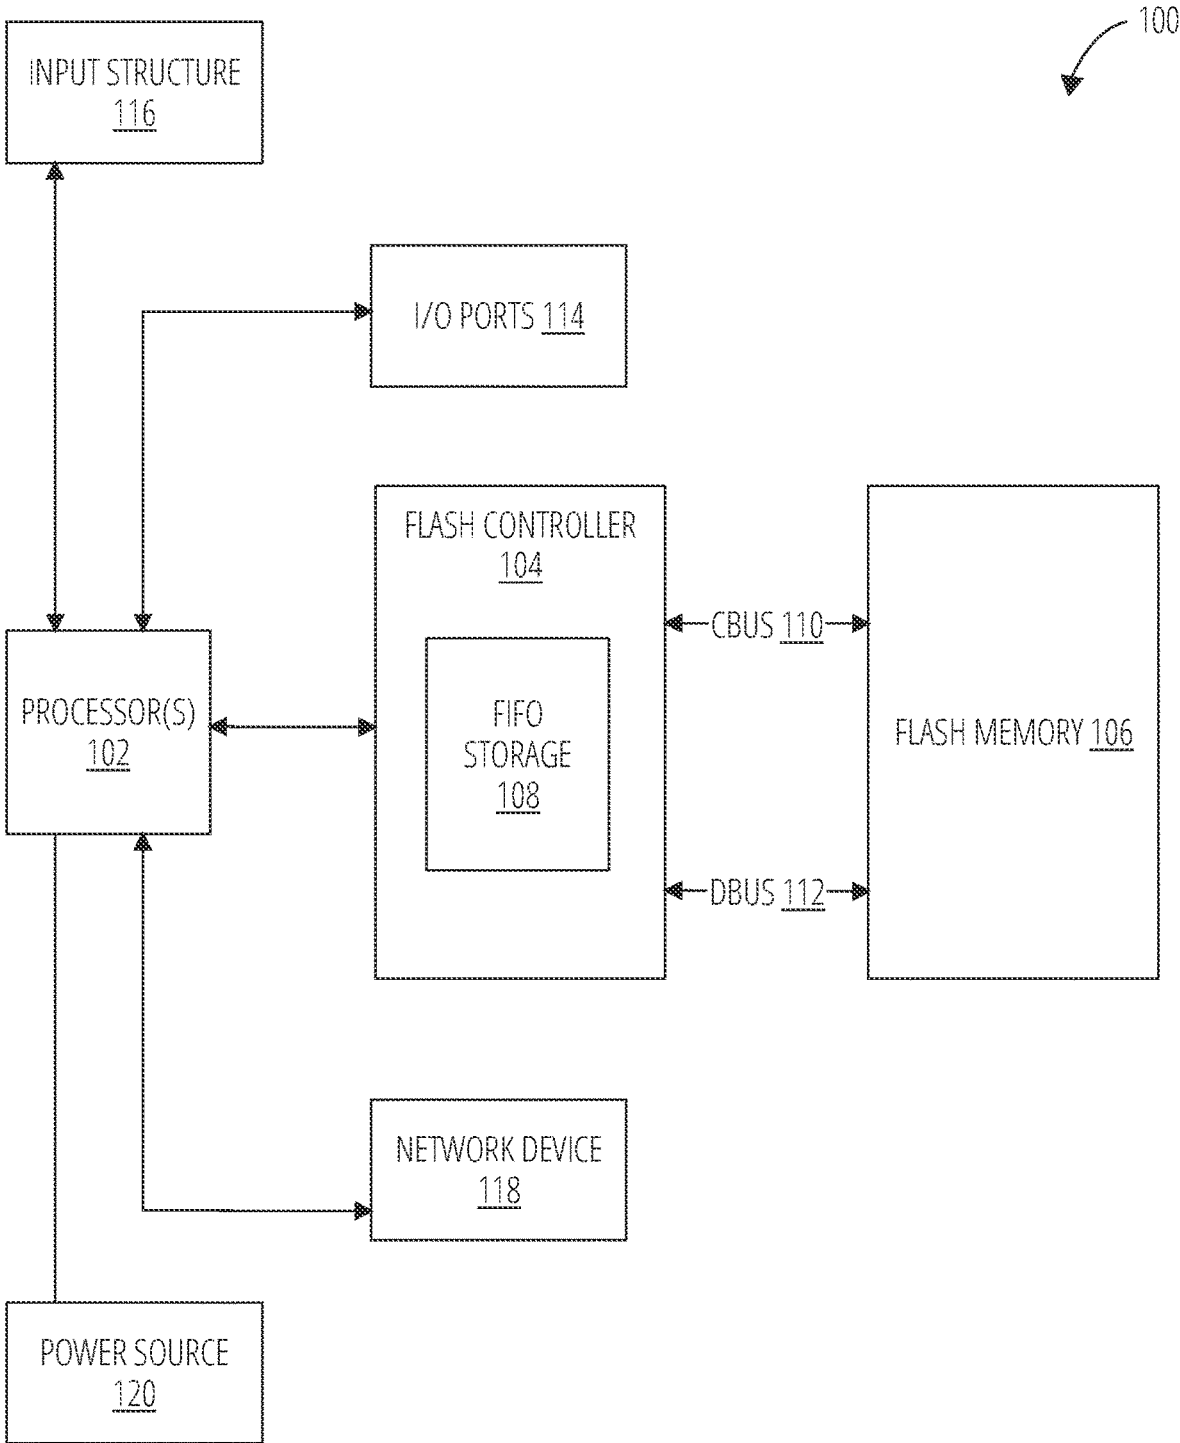 100
INPUT STRUCTURE
116
I/O PORTS 114
FLASH CONTROLLER
104
CBUS 110
FIFO
STORAGE
108
PROCESSOR(S)
102
FLASH MEMORY 106
DBUS 112
NETWORK DEVICE
118
POWER SOURCE
120